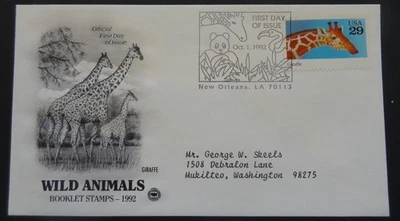 Official
First Day
of Issue
FIRST DAY
OF ISSUE
Oct. 1, 1992
New Orleans, LA 70113
USA
29
Giraffe
GIRAFFE
WILD ANIMALS
BOOKLET STAMPS – 1992
Mr. George W. Skeels
1508 Debralon Lane
Mukilteo, Washington 98275